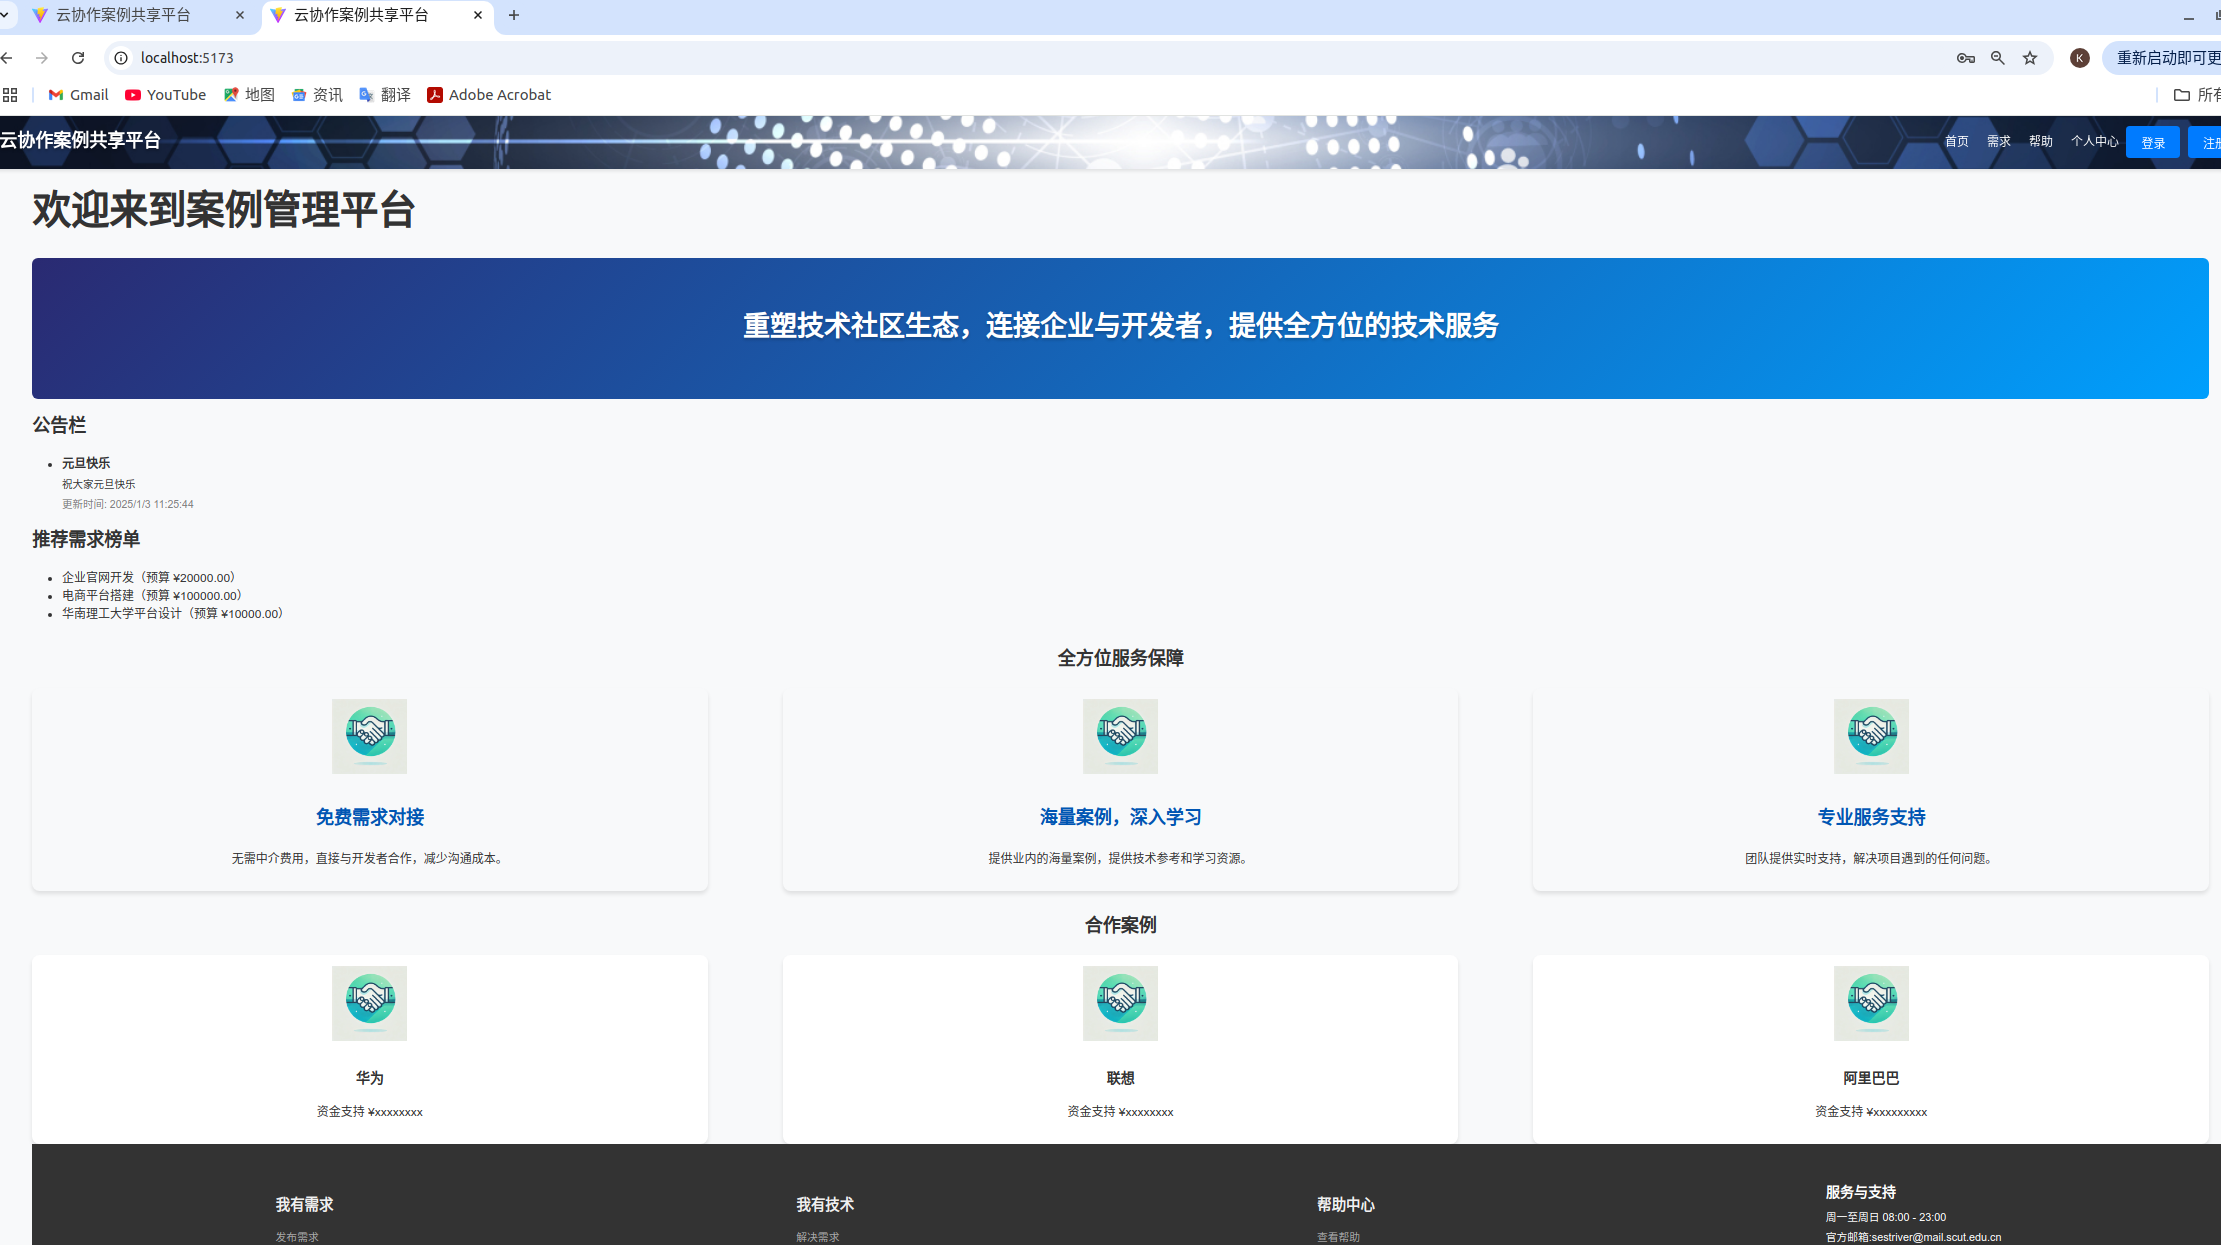 云协作案例共享平台
云协作案例共享平台
localhost:5173
K
重新启动即可更
Gmail
YouTube
地图
资讯
翻译
Adobe Acrobat
所有
云协作案例共享平台
首页
需求
帮助
个人中心
登录
注册
欢迎来到案例管理平台
重塑技术社区生态，连接企业与开发者，提供全方位的技术服务
公告栏
元旦快乐
祝大家元旦快乐
更新时间: 2025/1/3 11:25:44
推荐需求榜单
企业官网开发（预算 ¥20000.00）
电商平台搭建（预算 ¥100000.00）
华南理工大学平台设计（预算 ¥10000.00）
全方位服务保障
免费需求对接
无需中介费用，直接与开发者合作，减少沟通成本。
海量案例，深入学习
提供业内的海量案例，提供技术参考和学习资源。
专业服务支持
团队提供实时支持，解决项目遇到的任何问题。
合作案例
华为
资金支持 ¥xxxxxxxx
联想
资金支持 ¥xxxxxxxx
阿里巴巴
资金支持 ¥xxxxxxxxx
我有需求
发布需求
我有技术
解决需求
帮助中心
查看帮助
服务与支持
周一至周日 08:00 - 23:00
官方邮箱:sestriver@mail.scut.edu.cn